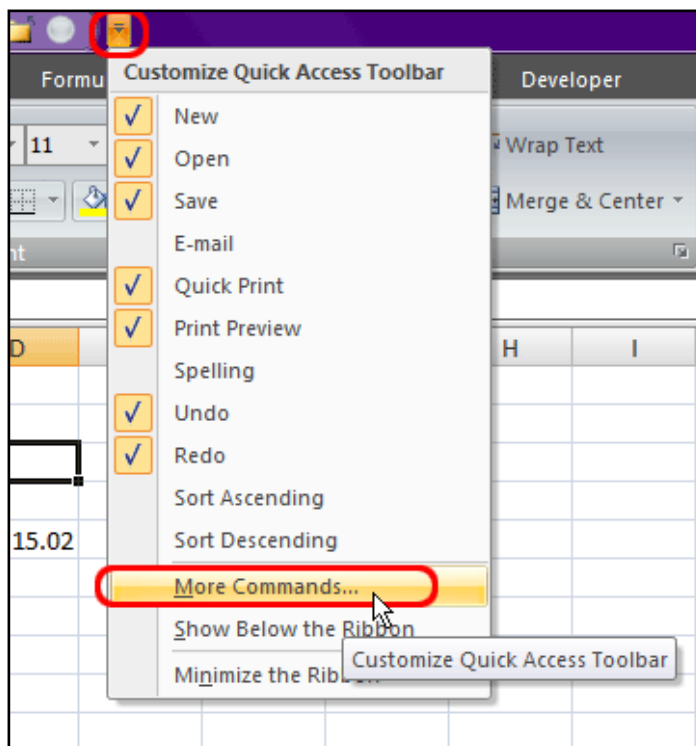 Formu
Customize Quick Access Toolbar
Developer
New
11
Wrap Text
Open
Save
Merge & Center
E-mail
nt
Quick Print
Print Preview
D
H
I
Spelling
Undo
Redo
Sort Ascending
15.02
Sort Descending
More Commands...
Show Below the Ribbon
Customize Quick Access Toolbar
Minimize the Ribbon